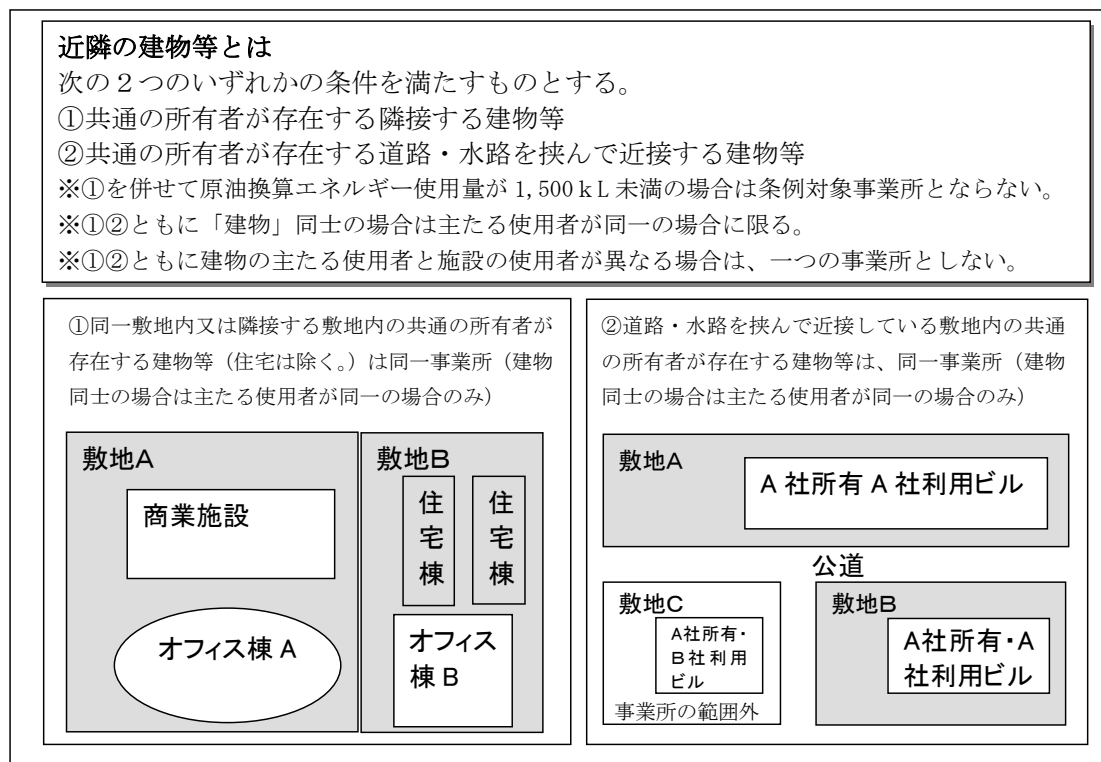 近隣の建物等とは
次の２つのいずれかの条件を満たすものとする。
①共通の所有者が存在する隣接する建物等
②共通の所有者が存在する道路・水路を挟んで近接する建物等
※①を併せて原油換算エネルギー使用量が 1,500ｋL 未満の場合は条例対象事業所とならない。
※①②ともに「建物」同士の場合は主たる使用者が同一の場合に限る。
※①②ともに建物の主たる使用者と施設の使用者が異なる場合は、一つの事業所としない。
①同一敷地内又は隣接する敷地内の共通の所有者が
存在する建物等（住宅は除く。）は同一事業所（建物
同士の場合は主たる使用者が同一の場合のみ）
敷地A
商業施設
オフィス棟 A
敷地B
住宅棟
住宅棟
オフィス
棟 B
②道路・水路を挟んで近接している敷地内の共通
の所有者が存在する建物等は、同一事業所（建物
同士の場合は主たる使用者が同一の場合のみ）
敷地A
A 社所有 A 社利用ビル
公道
敷地C
A社所有・
B 社 利 用
ビル
事業所の範囲外
敷地B
A社所有・A
社利用ビル